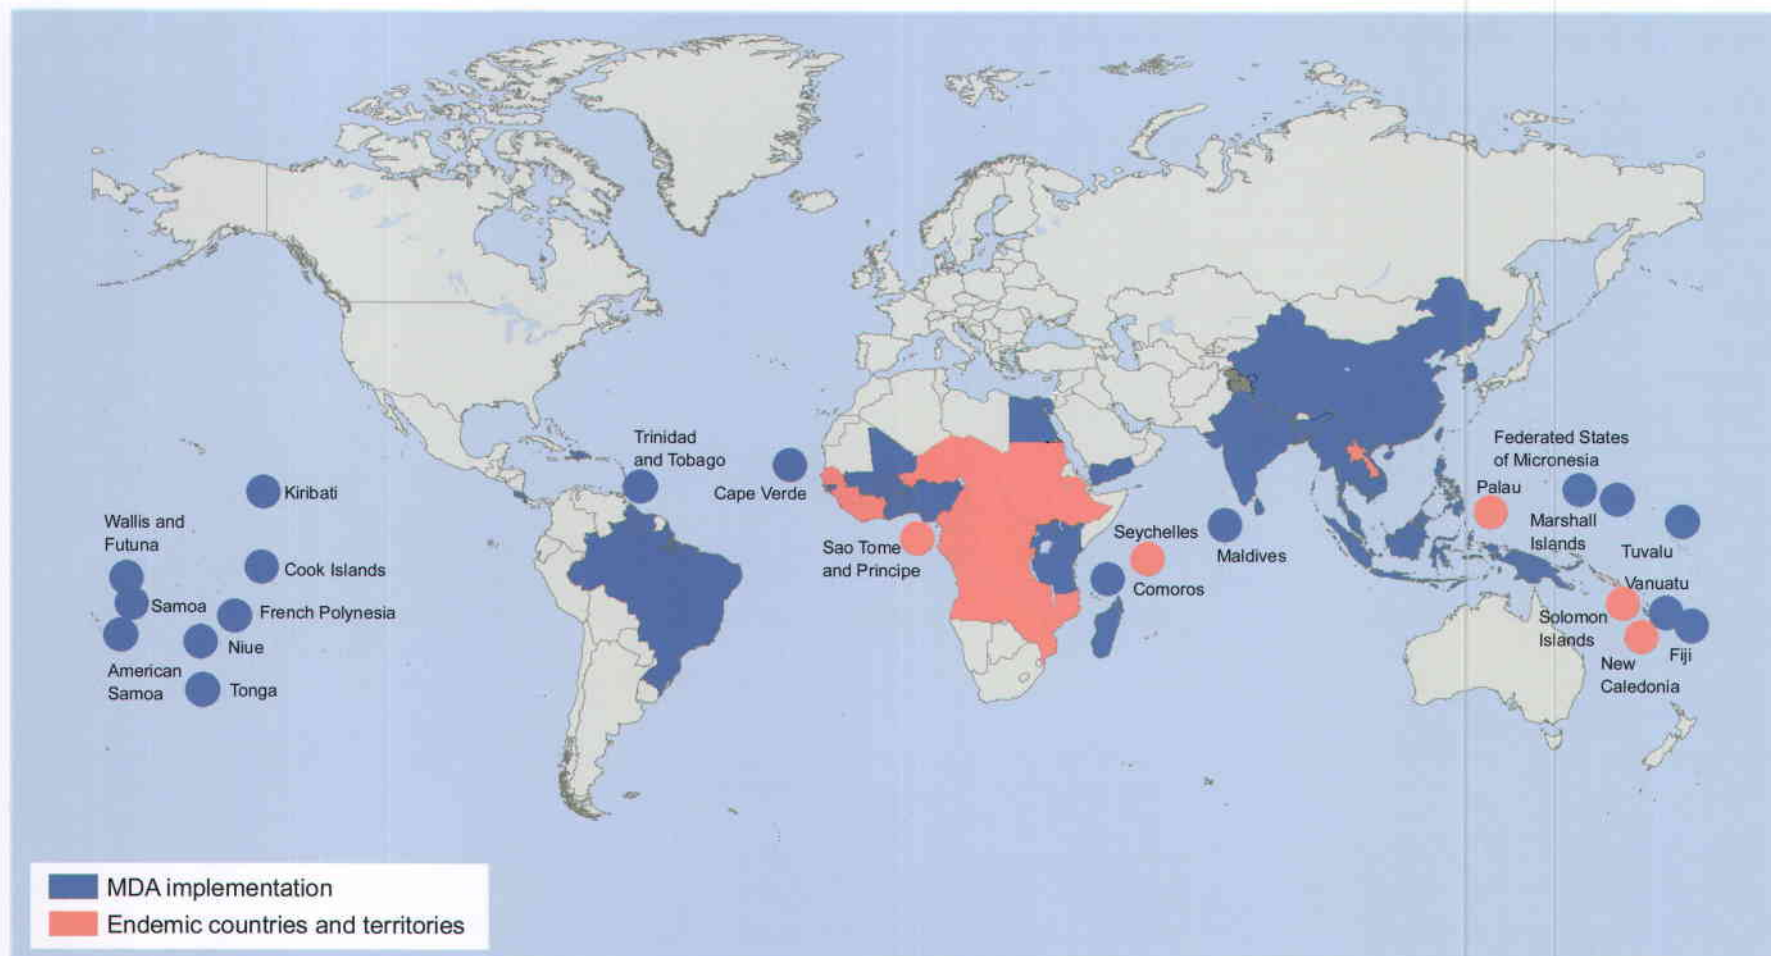 Trinidad
and Tobago
Cape Verde
Kiribati
Wallis and
Futuna
Cook Islands
Samoa
French Polynesia
Niue
American
Samoa
Tonga
Sao Tome
and Principe
Seychelles
Comoros
Maldives
Federated States
of Micronesia
Palau
Marshall
Islands
Tuvalu
Vanuatu
Solomon
Islands
Fiji
New
Caledonia
MDA implementation
Endemic countries and territories